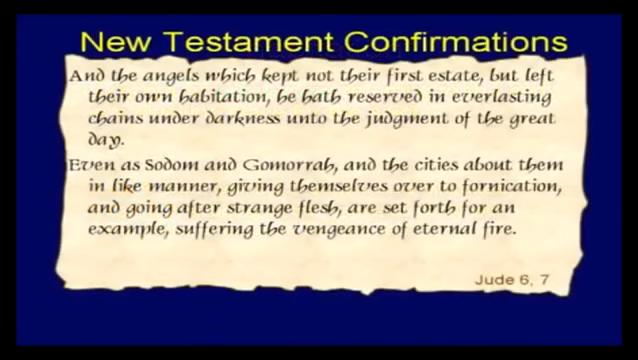 New Testament Confirmations
And the angels which kept not their first estate, but left
their own habitation, he hath reserved in everlasting
chains under darkness unto the judgment of the great
day.
Even as Sodom and Gomorrah, and the cities about them
in like manner, giving themselves over to fornication,
and going after strange flesh, are set forth for an
example, suffering the vengeance of eternal fire.
Jude 6, 7